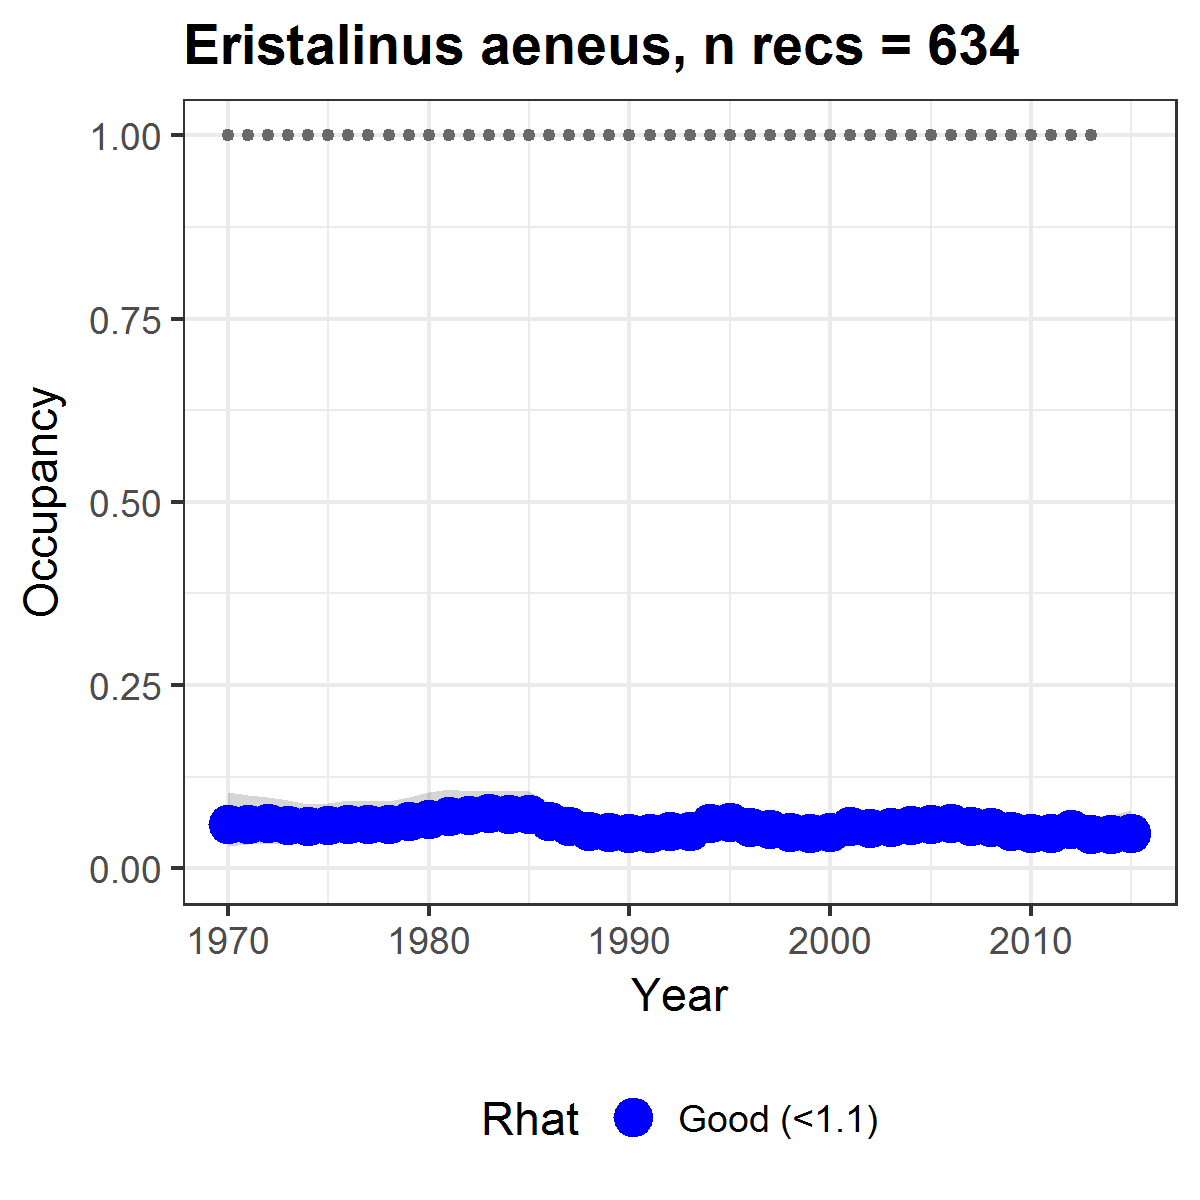 Eristalinus aeneus, n recs = 634
1.00
0.75
0.50
0.25
0.00
Occupancy
1970 1980 1990 2000 2010
Year
Rhat Good (<1.1)